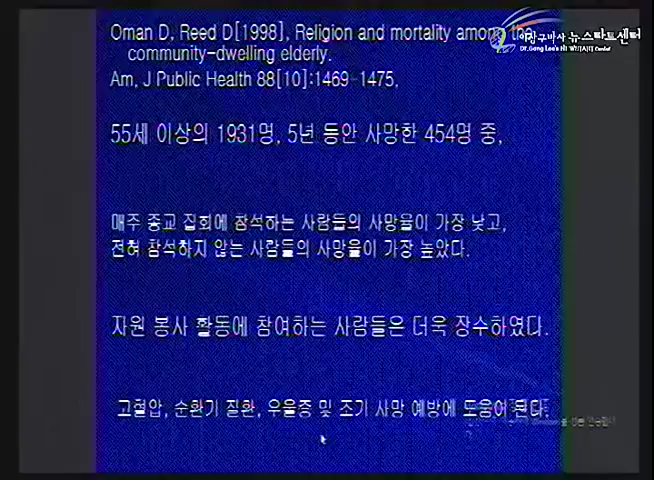 Oman D, Reed D[1998], Religion and mortality among the
이상구박사 뉴스타트센터
community-dwelling elderly.
Am, J Public Health 88[10]:1469-1475,
55세 이상의 1931명, 5년 동안 사망한 454명 중,
매주 종교 집회에 참석하는 사람들의 사망율이 가장 낮고,
전혀 참석하지 않는 사람들의 사망율이 가장 높았다.
자원 봉사 활동에 참여하는 사람들은 더욱 장수하였다.
고혈압, 순환기 질환, 우울증 및 조기 사망 예방에 도움이 된다.